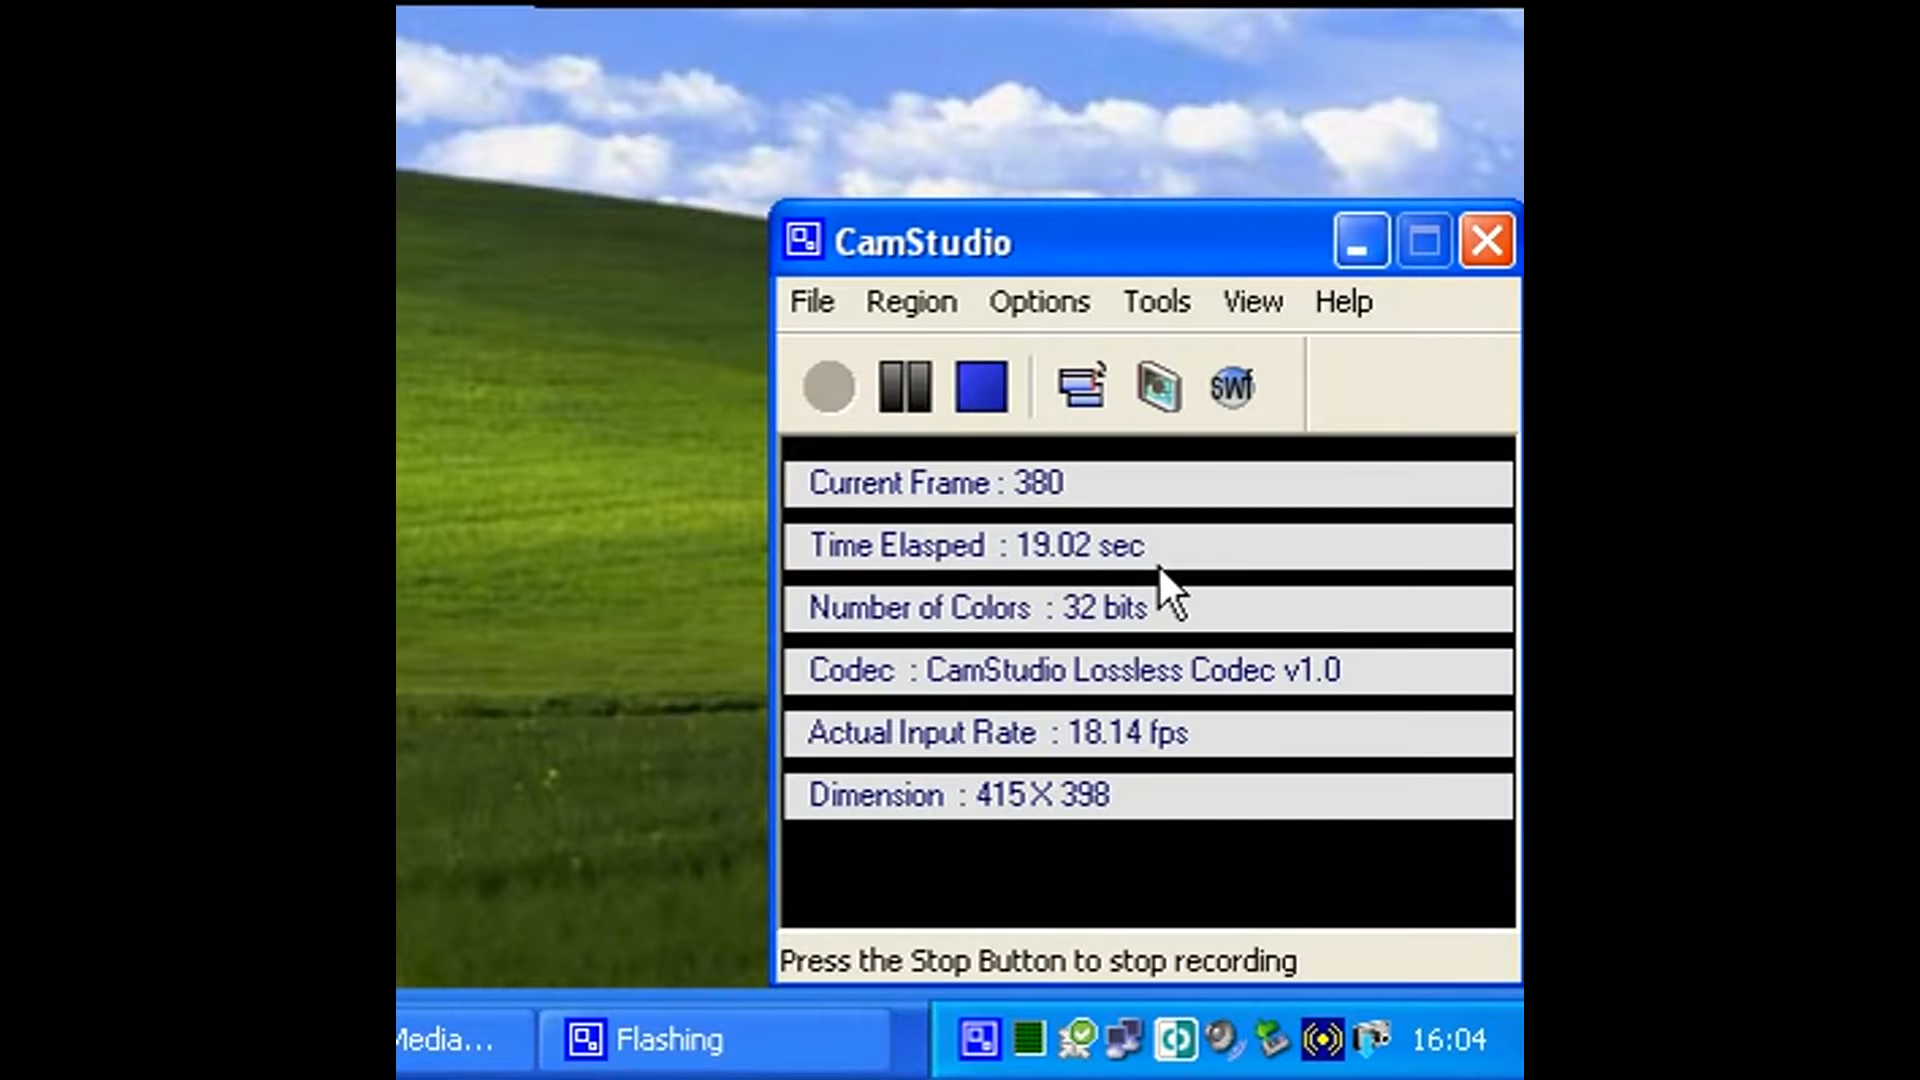 CamStudio
File Region Options Tools View Help
swf
Current Frame : 380
Time Elasped : 19.02 sec
Number of Colors : 32 bits
Codec : CamStudio Lossless Codec v1.0
Actual Input Rate : 18.14 fps
Dimension : 415 X 398
Press the Stop Button to stop recording
Media... Flashing 16:04